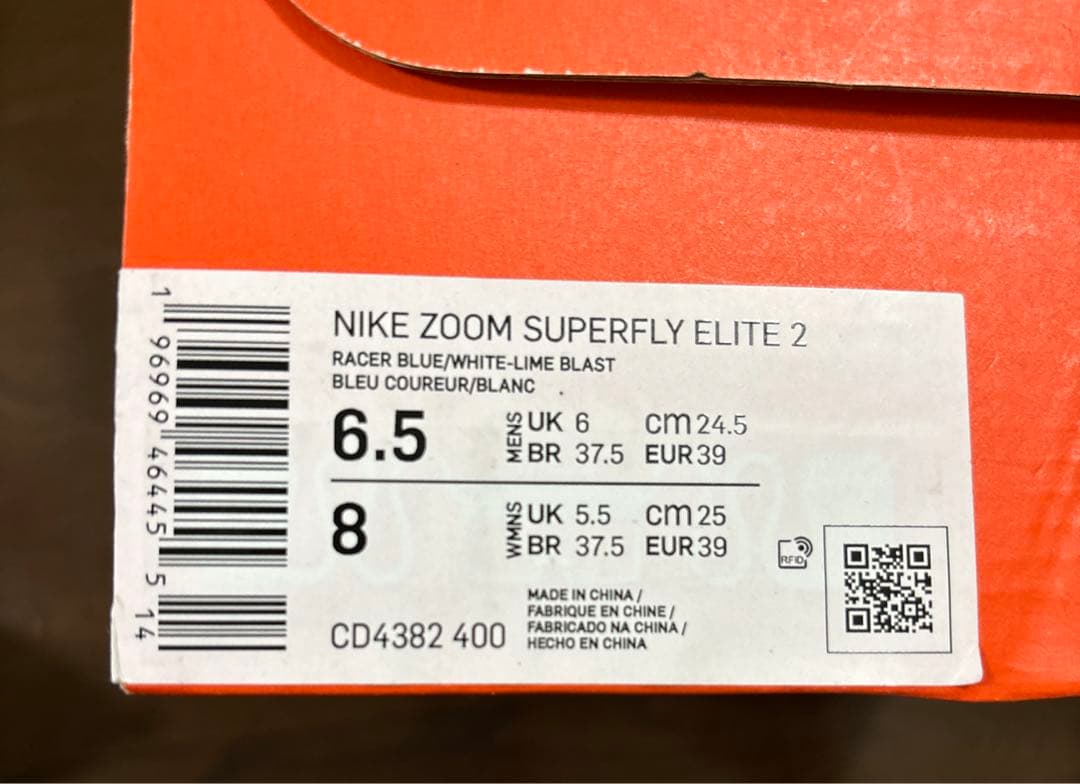 NIKE ZOOM SUPERFLY ELITE 2
RACER BLUE/WHITE-LIME BLAST
BLEU COUREUR/BLANC
6.5 MENS UK 6 cm 24.5
BR 37.5 EUR 39
8 WMNS UK 5.5 cm 25
BR 37.5 EUR 39
RFID
CD4382 400
MADE IN CHINA /
FABRIQUE EN CHINE /
FABRICADO NA CHINA /
HECHO EN CHINA
1 96969 46445 5 14